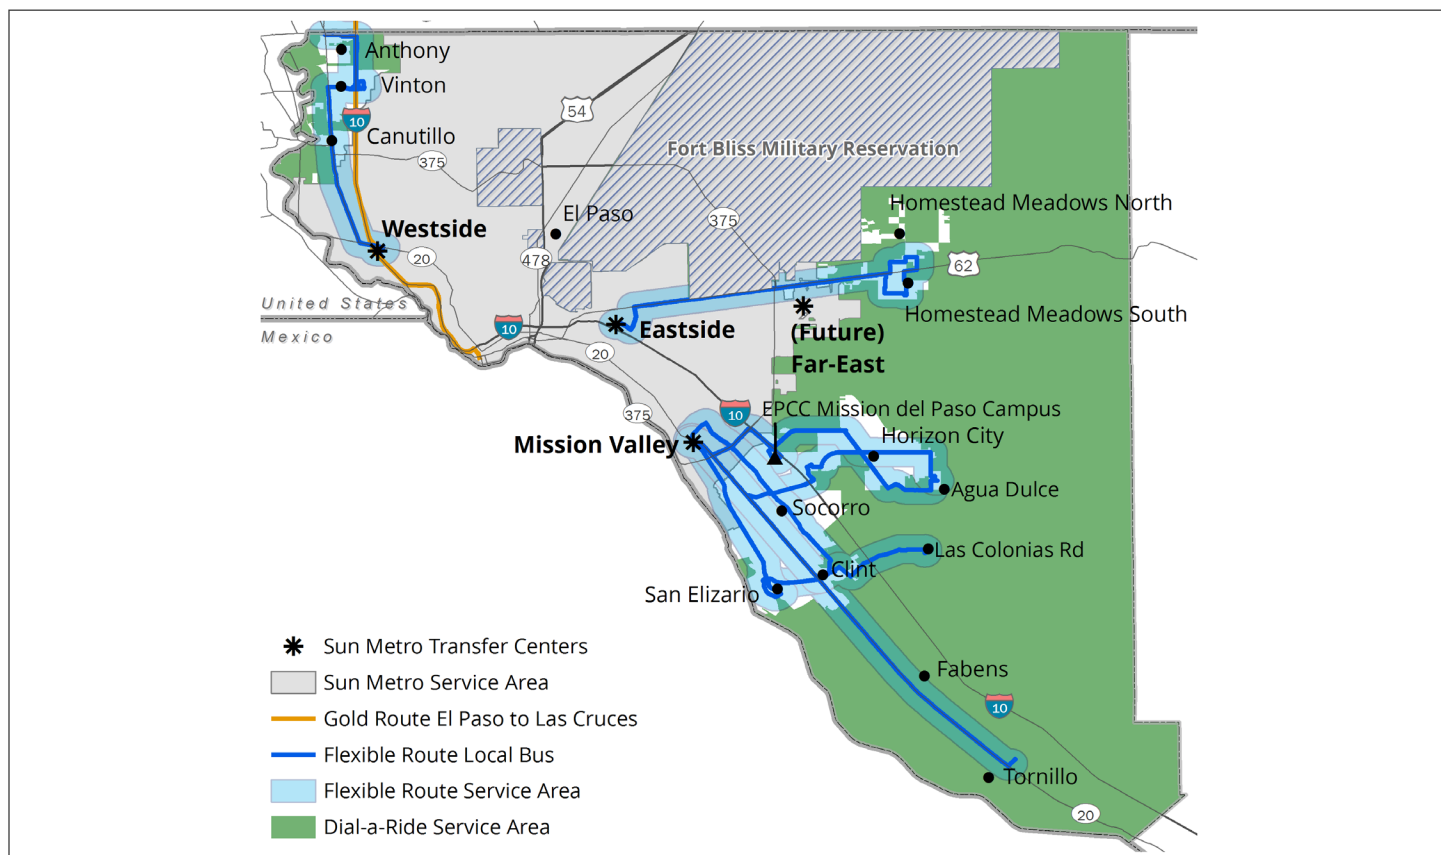 Anthony
Vinton
10
54
Canutillo
375
Fort Bliss Military Reservation
Homestead Meadows North
El Paso
375
Westside
20
478
62
United States
Homestead Meadows South
Mexico
10
Eastside
(Future)
Far-East
20
375
10
EPCC Mission del Paso Campus
Horizon City
Mission Valley
Agua Dulce
Socorro
Las Colonias Rd
Clint
San Elizario
Sun Metro Transfer Centers
Fabens
Sun Metro Service Area
10
Gold Route El Paso to Las Cruces
Flexible Route Local Bus
Tornillo
Flexible Route Service Area
20
Dial-a-Ride Service Area